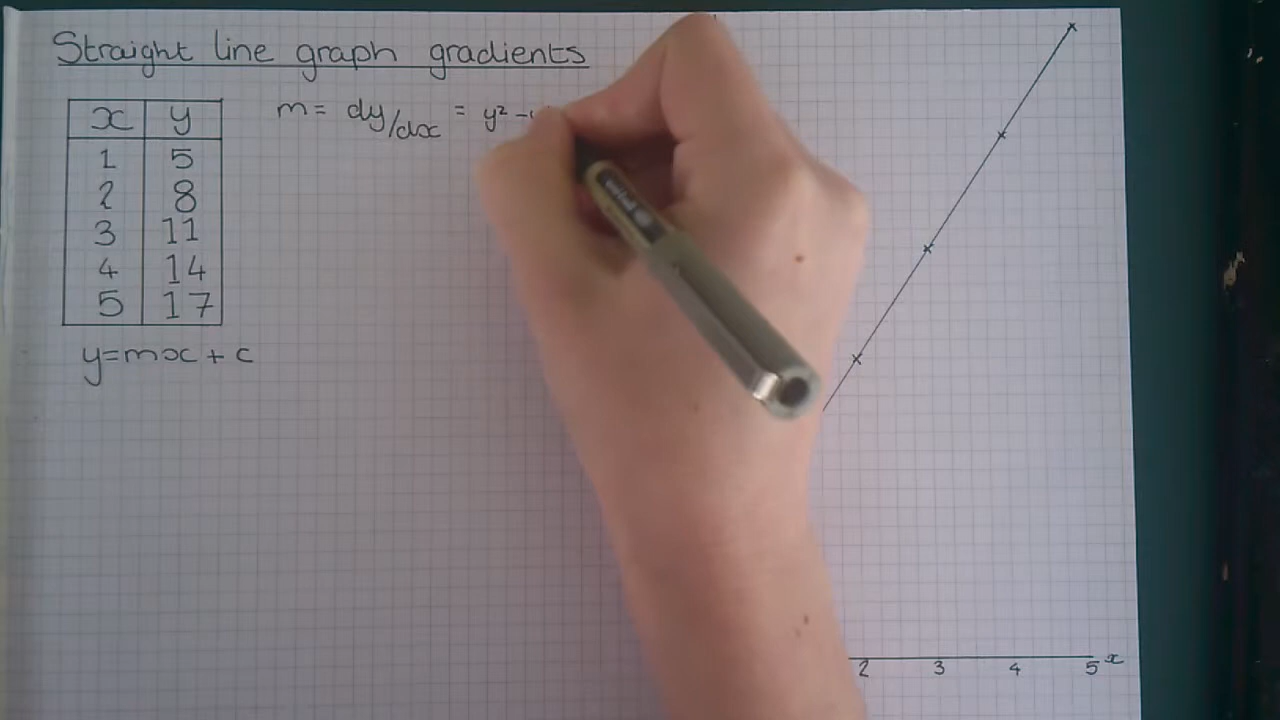 Straight line graph gradients
x y
1 5
2 8
3 11
4 14
5 17
y=mx + c
m= dy/dx = y² -
2 3 4 5 x